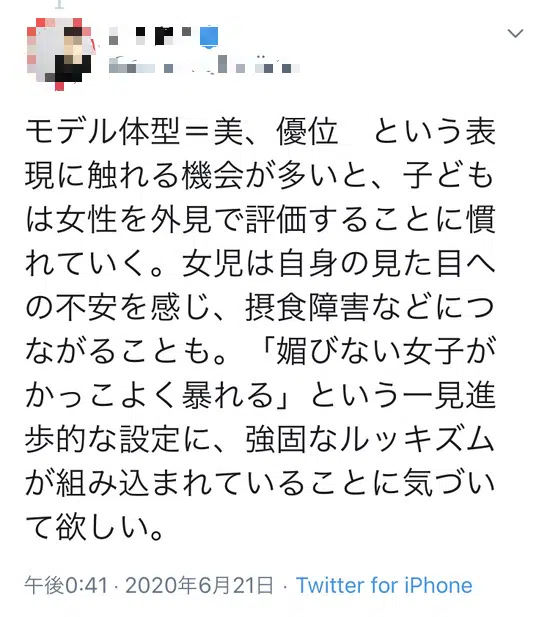 モデル体型＝美、優位　という表
現に触れる機会が多いと、子ども
は女性を外見で評価することに慣
れていく。女児は自身の見た目へ
の不安を感じ、摂食障害などにつ
ながることも。「媚びない女子が
かっこよく暴れる」という一見進
歩的な設定に、強固なルッキズム
が組み込まれていることに気づい
て欲しい。
午後0:41 · 2020年6月21日 · Twitter for iPhone